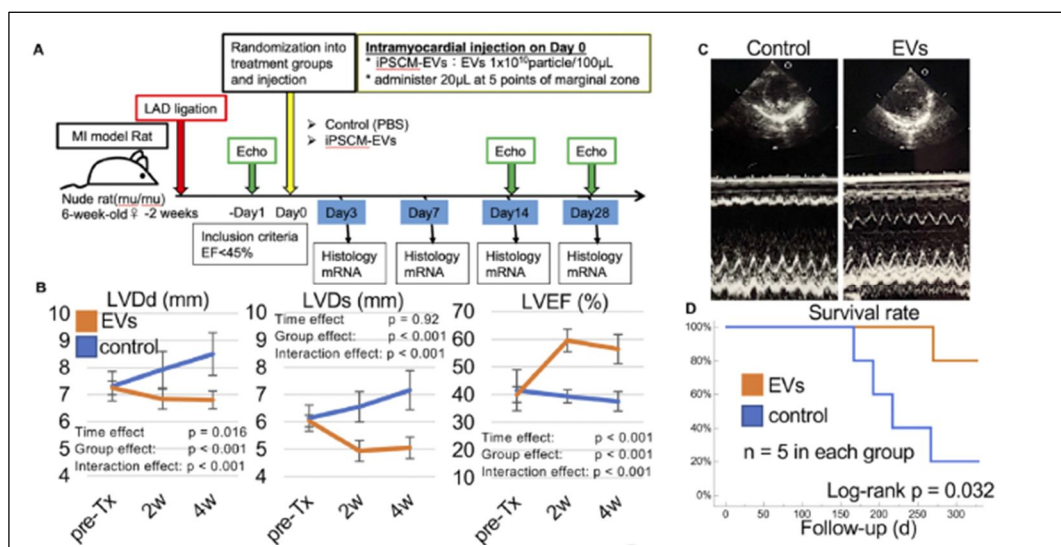 A
Randomization into
treatment groups
and injection
Intramyocardial injection on Day 0
* iPSCM-EVs : EVs 1x10¹⁰particle/100μL
* administer 20μL at 5 points of marginal zone
LAD ligation
MI model Rat
➢ Control (PBS)
➢ iPSCM-EVs
Echo
Echo
Echo
Nude rat(rnu/rnu)
6-week-old♀
-2 weeks
-Day1
Day0
Day3
Day7
Day14
Day28
Inclusion criteria
EF<45%
Histology
mRNA
Histology
mRNA
Histology
mRNA
Histology
mRNA
B
LVDd (mm)
10
9
8
7
6
5
4
EVs
control
Time effect p = 0.016
Group effect: p < 0.001
Interaction effect: p < 0.001
pre-Tx
2w
4w
LVDs (mm)
10
9
8
7
6
5
4
Time effect p = 0.92
Group effect: p < 0.001
Interaction effect: p < 0.001
pre-Tx
2w
4w
LVEF (%)
70
60
50
40
30
20
10
Time effect: p < 0.001
Group effect: p < 0.001
Interaction effect: p < 0.001
pre-Tx
2w
4w
C
Control
EVs
D
Survival rate
100%
80%
60%
40%
20%
0%
EVs
control
n = 5 in each group
Log-rank p = 0.032
0
50
100
150
200
250
300
Follow-up (d)